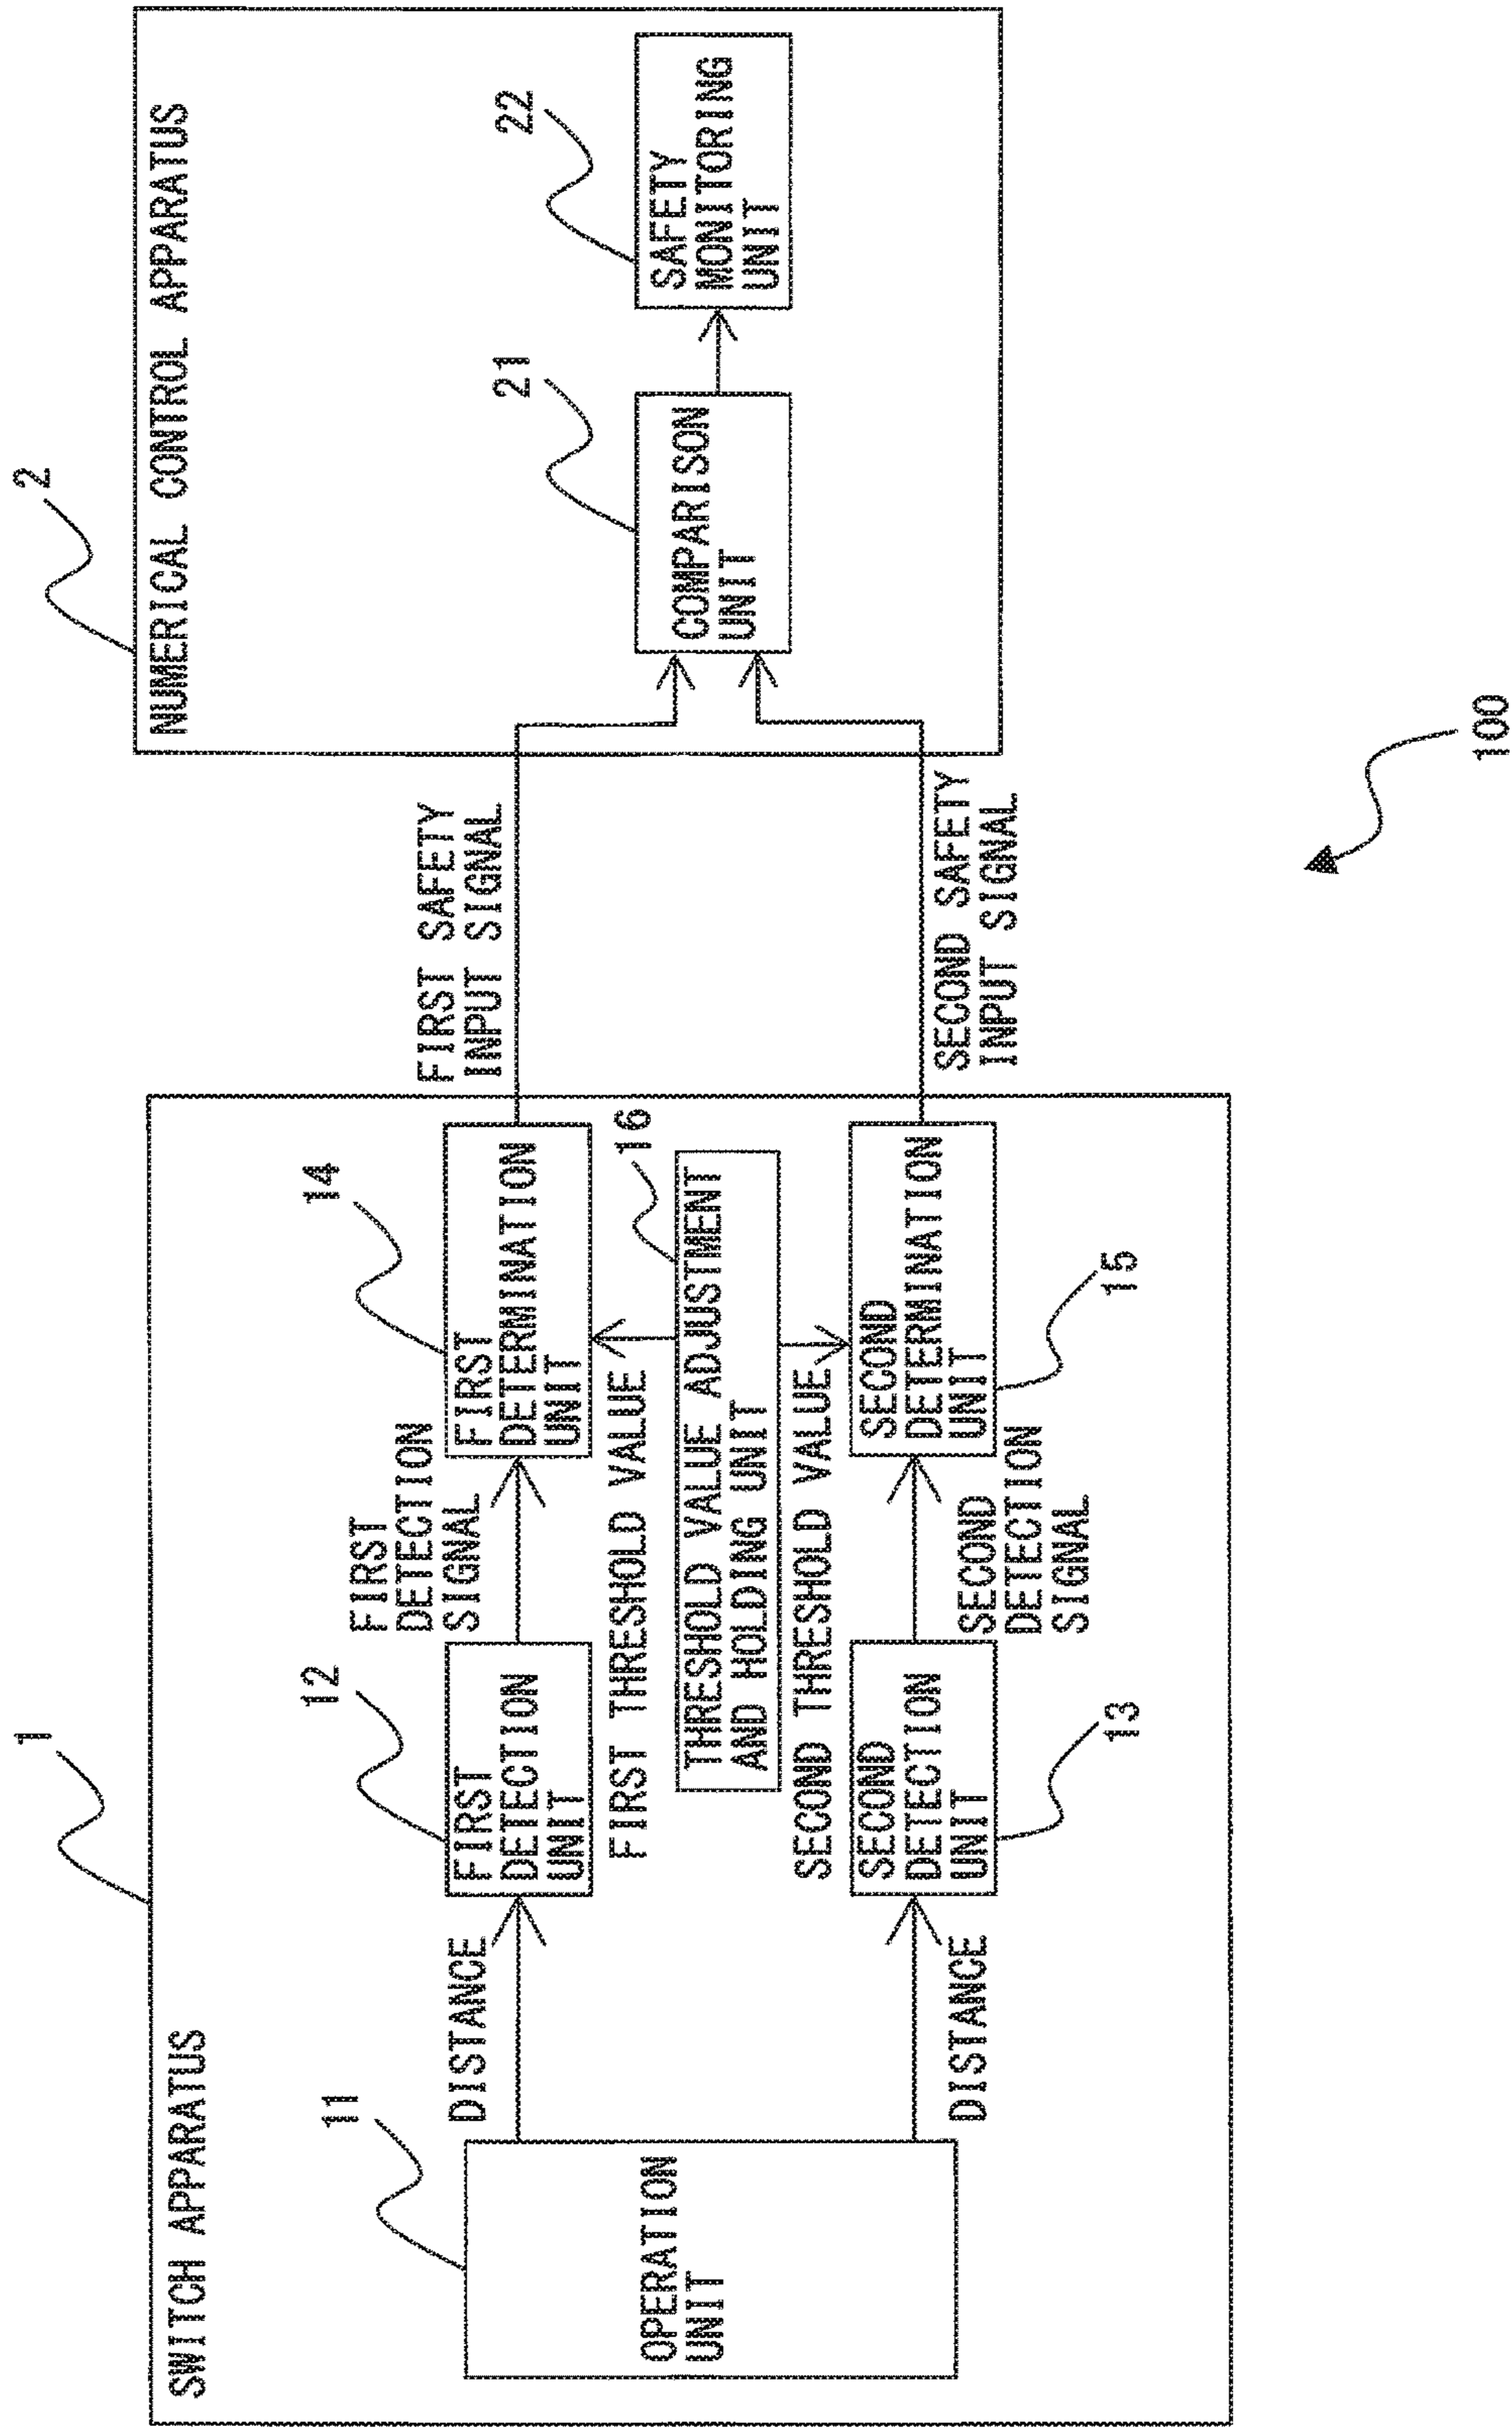 1
SWITCH APPARATUS
11
OPERATION
UNIT
DISTANCE
DISTANCE
12
FIRST
DETECTION
UNIT
SECOND
DETECTION
UNIT
13
FIRST
DETECTION
SIGNAL
FIRST THRESHOLD VALUE
THRESHOLD VALUE ADJUSTMENT
AND HOLDING UNIT
16
SECOND THRESHOLD VALUE
SECOND
DETECTION
SIGNAL
14
FIRST
DETERMINATION
UNIT
SECOND
DETERMINATION
UNIT
15
FIRST SAFETY
INPUT SIGNAL
SECOND SAFETY
INPUT SIGNAL
2
NUMERICAL CONTROL APPARATUS
21
COMPARISON
UNIT
22
SAFETY
MONITORING
UNIT
100